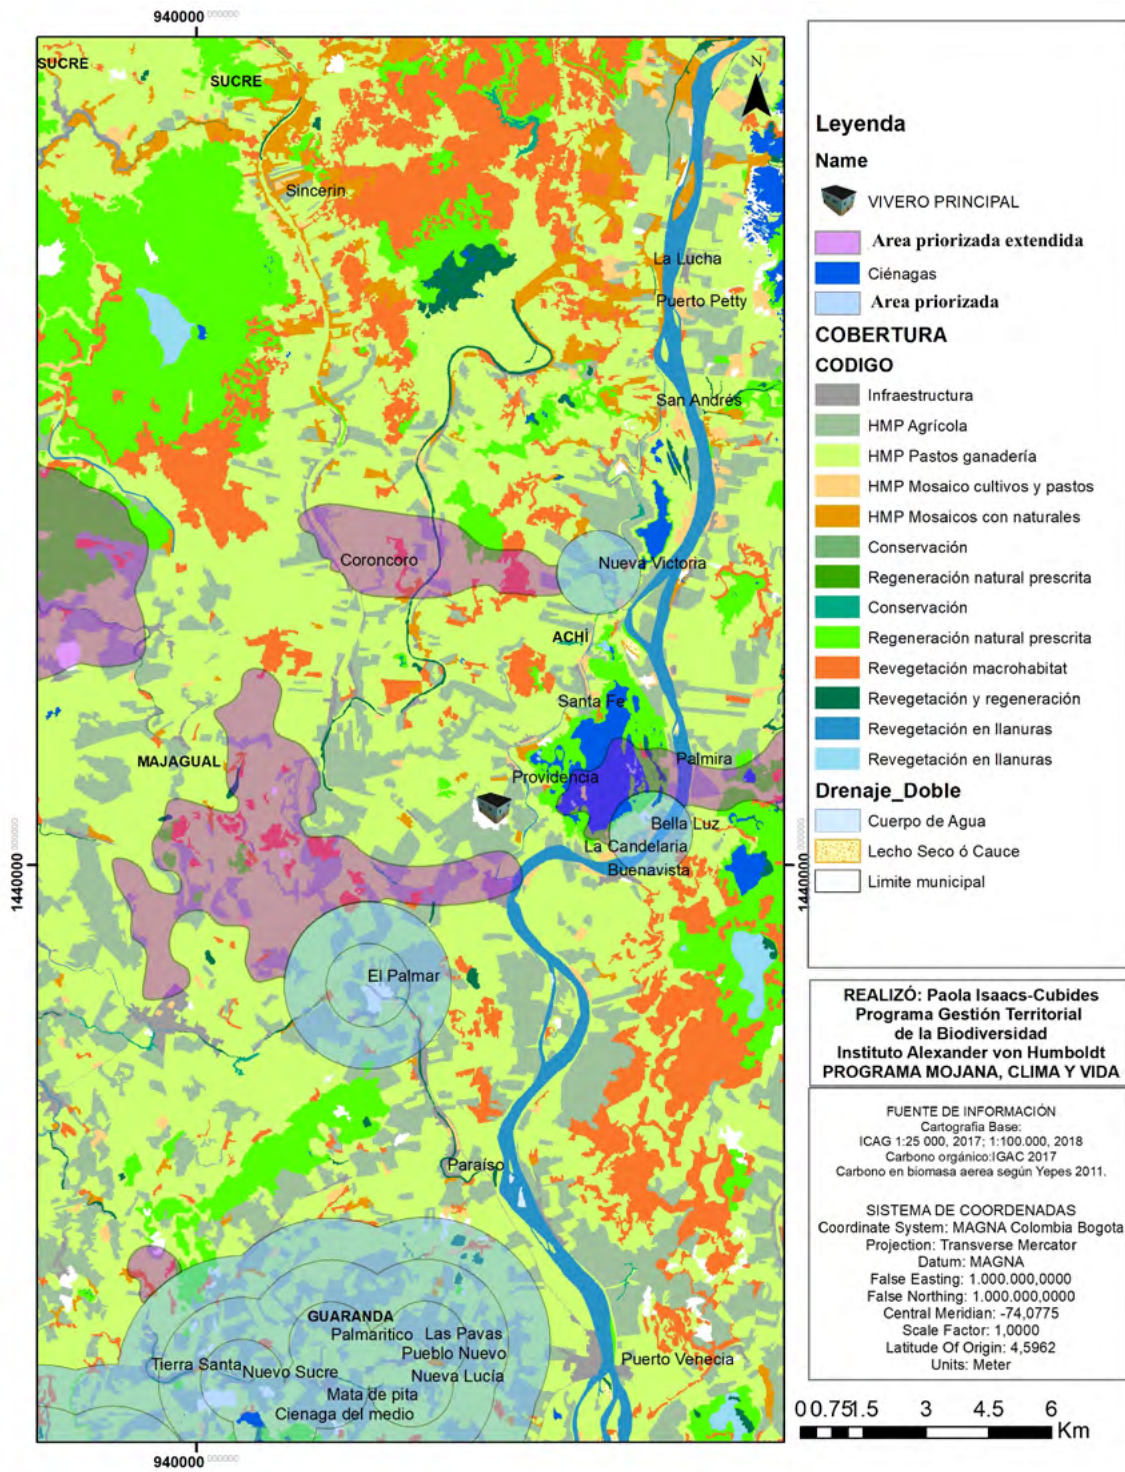 940000 000000
SUCRE
SUCRE
N
Sincerin
La Lucha
Puerto Petty
San Andrés
Coroncoro
Nueva Victoria
ACHÍ
Santa Fe
MAJAGUAL
Palmira
Providencia
Bella Luz
La Candelaria
Buenavista
1440000 000000
1440000 000000
El Palmar
Paraíso
GUARANDA
Palmaritico
Las Pavas
Pueblo Nuevo
Tierra Santa
Nuevo Sucre
Nueva Lucía
Mata de pita
Cienaga del medio
Puerto Venecia
940000 000000
Leyenda
Name
VIVERO PRINCIPAL
Area priorizada extendida
Ciénagas
Area priorizada
COBERTURA
CODIGO
Infraestructura
HMP Agrícola
HMP Pastos ganadería
HMP Mosaico cultivos y pastos
HMP Mosaicos con naturales
Conservación
Regeneración natural prescrita
Conservación
Regeneración natural prescrita
Revegetación macrohabitat
Revegetación y regeneración
Revegetación en llanuras
Revegetación en llanuras
Drenaje_Doble
Cuerpo de Agua
Lecho Seco ó Cauce
Limite municipal
REALIZÓ: Paola Isaacs-Cubides
Programa Gestión Territorial
de la Biodiversidad
Instituto Alexander von Humboldt
PROGRAMA MOJANA, CLIMA Y VIDA
FUENTE DE INFORMACIÓN
Cartografia Base:
ICAG 1:25 000, 2017; 1:100.000, 2018
Carbono orgánico:IGAC 2017
Carbono en biomasa aerea según Yepes 2011.
SISTEMA DE COORDENADAS
Coordinate System: MAGNA Colombia Bogota
Projection: Transverse Mercator
Datum: MAGNA
False Easting: 1.000.000,0000
False Northing: 1.000.000,0000
Central Meridian: -74,0775
Scale Factor: 1,0000
Latitude Of Origin: 4,5962
Units: Meter
0 0.75 1.5 3 4.5 6
Km